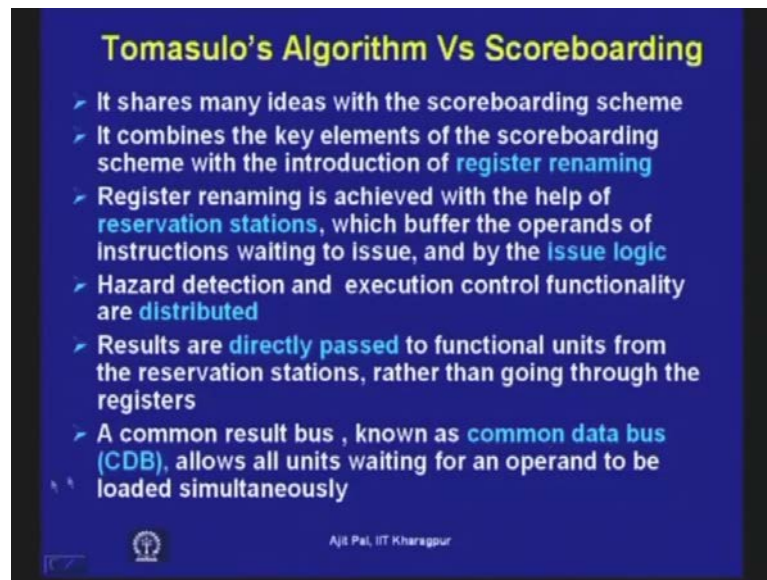 Tomasulo's Algorithm Vs Scoreboarding
It shares many ideas with the scoreboarding scheme
It combines the key elements of the scoreboarding
scheme with the introduction of register renaming
Register renaming is achieved with the help of
reservation stations, which buffer the operands of
instructions waiting to issue, and by the issue logic
Hazard detection and execution control functionality
are distributed
Results are directly passed to functional units from
the reservation stations, rather than going through the
registers
A common result bus , known as common data bus
(CDB), allows all units waiting for an operand to be
loaded simultaneously
Ajit Pal, IIT Kharagpur